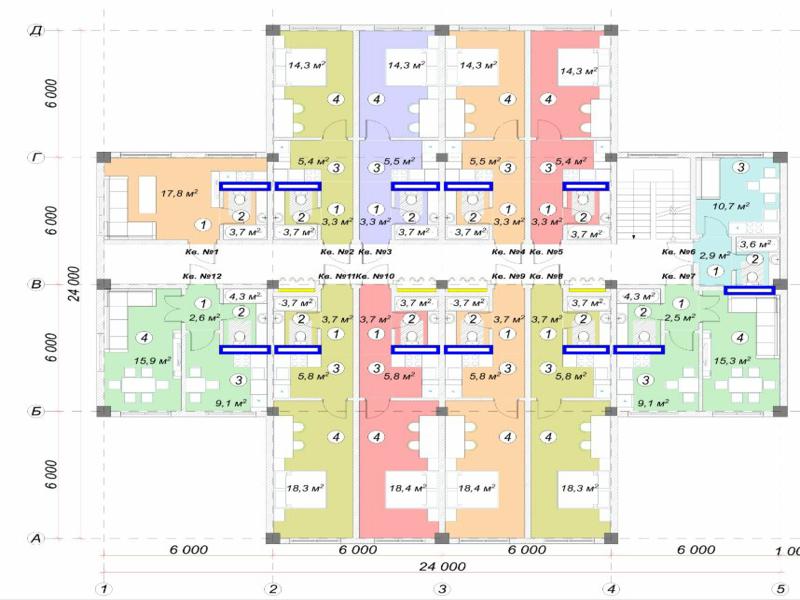 Д
14,3 м² 14,3 м² 14,3 м² 14,3 м²
4 4 4 4
6 000
Г
5,4 м² 3 3 5,5 м² 5,5 м² 3 3 5,4 м² 3
17,8 м² 10,7 м²
1 2 2 1 1 2 2 1 1 2
6 000
3,7 м² 3,7 м² 3,3 м² 3,3 м² 3,7 м² 3,7 м² 3,3 м² 3,3 м² 3,7 м² 3,6 м²
Кв. №1 Кв. №2 Кв. №3 Кв. №4 Кв. №5 Кв. №6 2,9 м²
1 2
В
Кв. №12 Кв. №11 Кв. №10 Кв. №9 Кв. №8 Кв. №7
24 000
4,3 м² 3,7 м² 3,7 м² 3,7 м² 3,7 м² 4,3 м²
1 2 2 2 2 2 2 1
2,6 м² 3,7 м² 3,7 м² 3,7 м² 3,7 м² 2,5 м²
4 1 1 1 1 4
6 000
15,9 м² 3 3 3 3 15,3 м²
3 5,8 м² 5,8 м² 5,8 м² 5,8 м² 3
9,1 м² 9,1 м²
Б
4 4 4 4
6 000
18,3 м² 18,4 м² 18,4 м² 18,3 м²
А
6 000 6 000 6 000 6 000 1 00
24 000
1 2 3 4 5